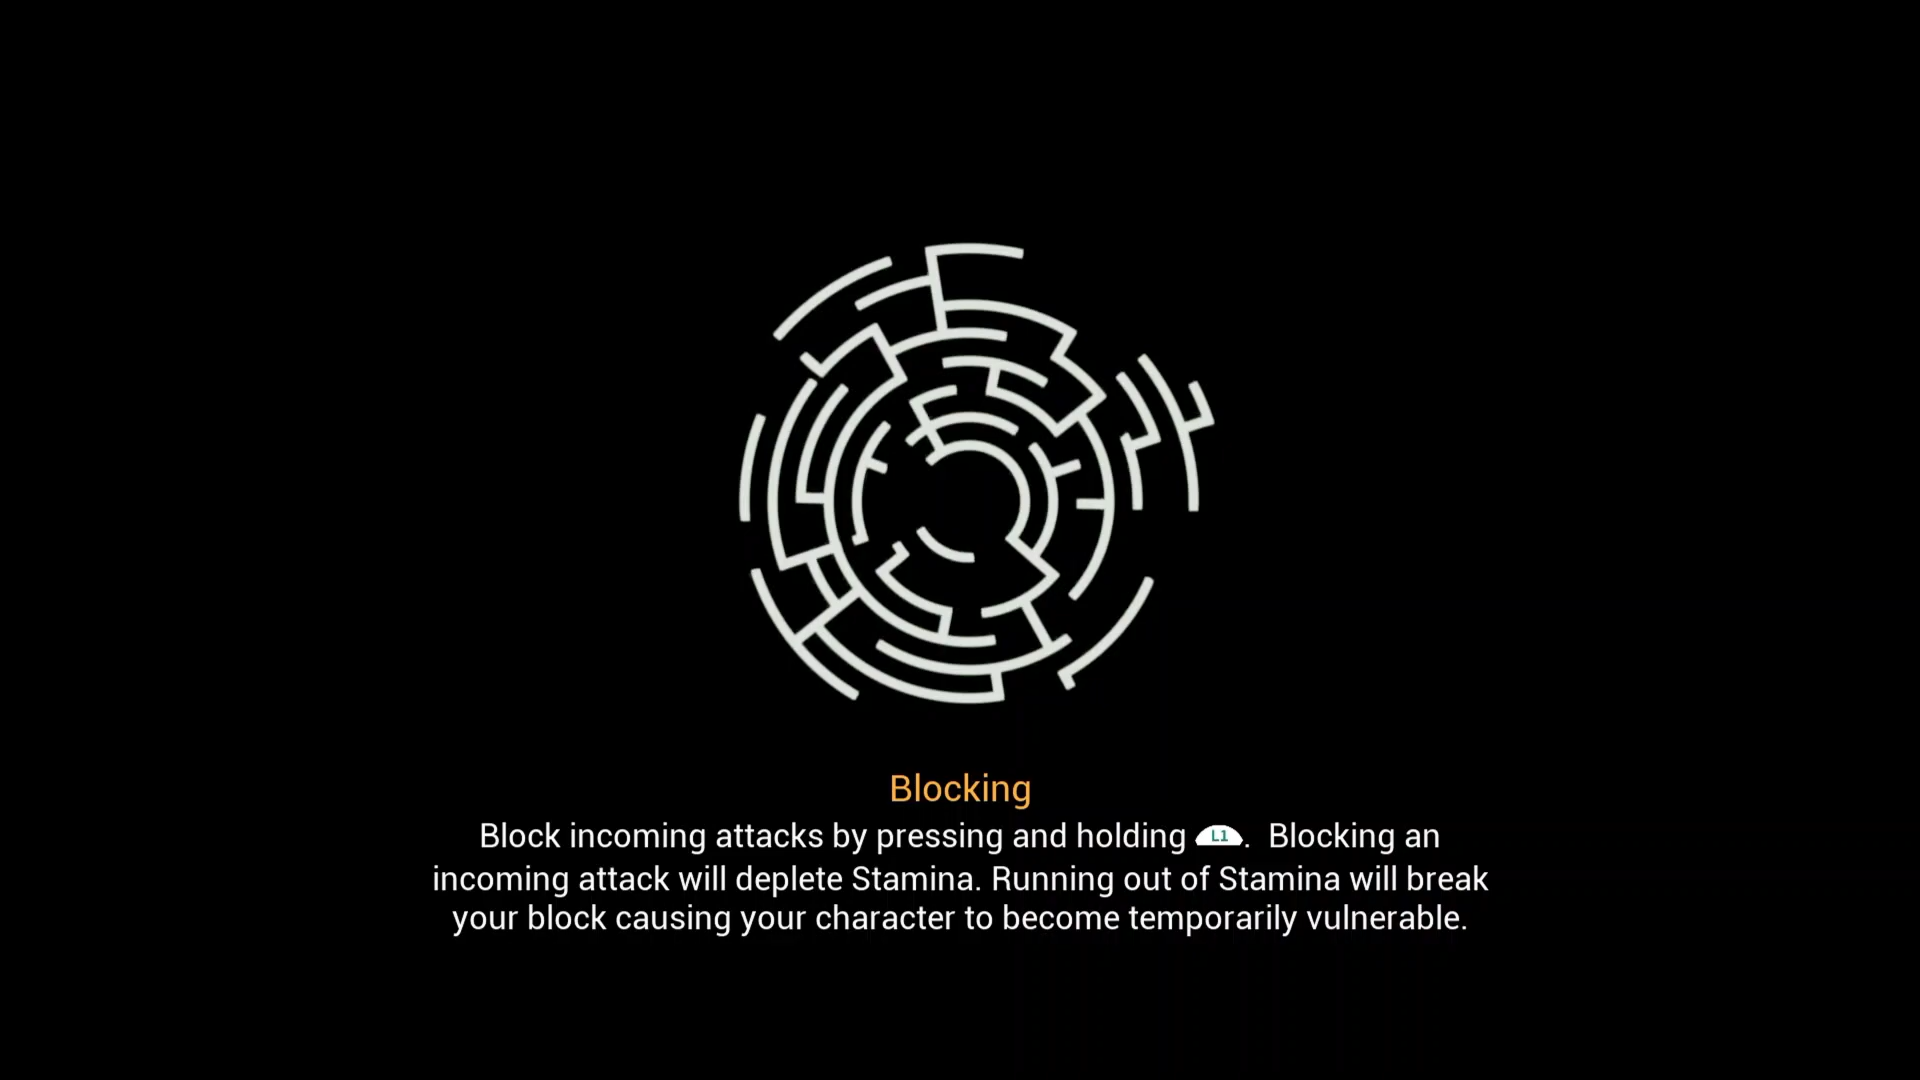 Blocking
Block incoming attacks by pressing and holding L1. Blocking an
incoming attack will deplete Stamina. Running out of Stamina will break
your block causing your character to become temporarily vulnerable.